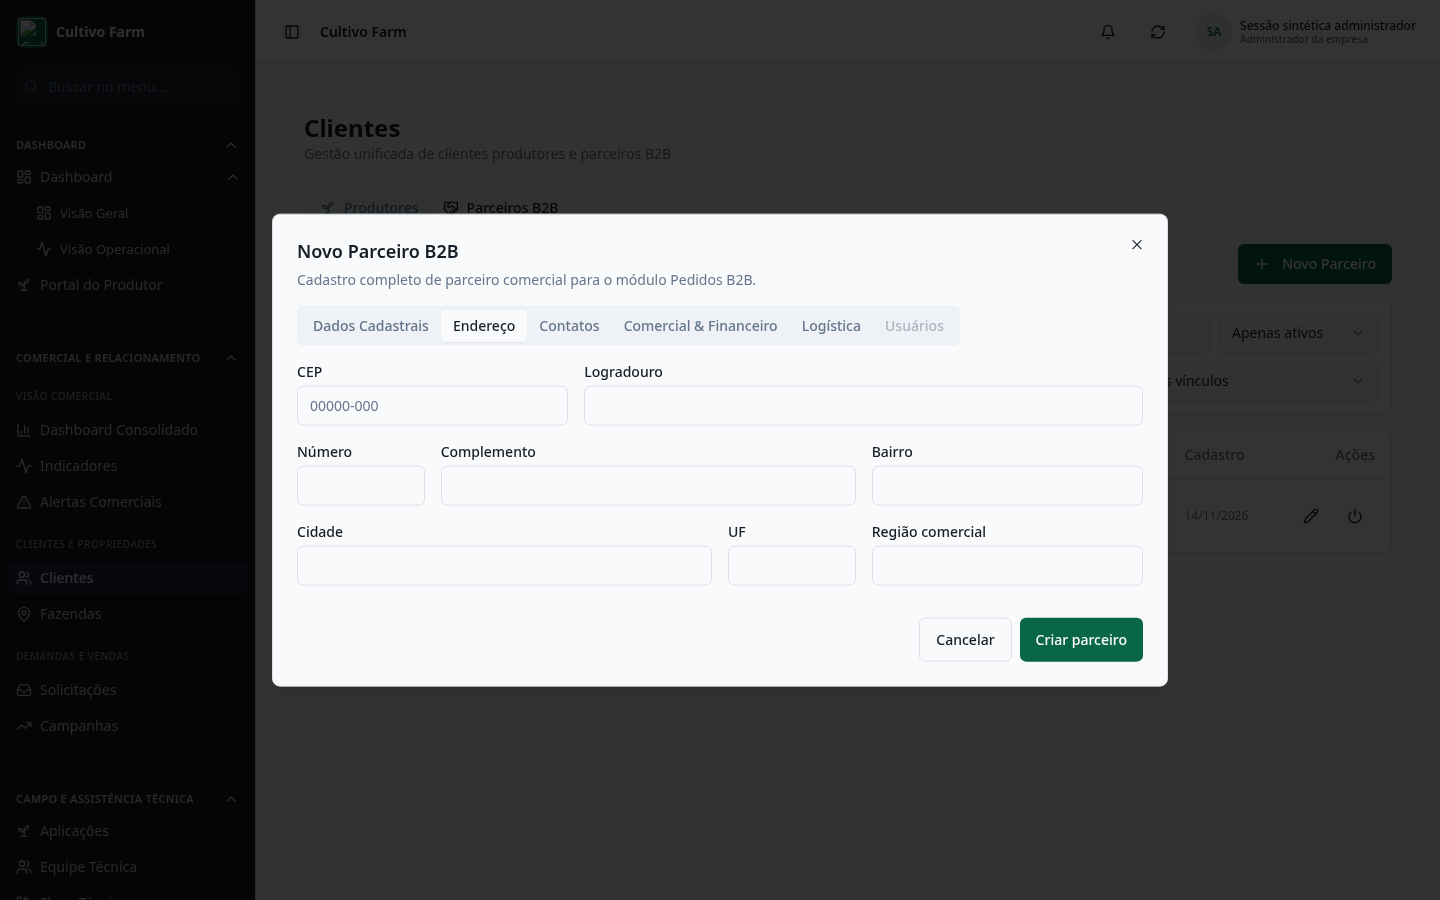 Cultivo Farm
Buscar no menu...
DASHBOARD
Dashboard
Visão Geral
Visão Operacional
Portal do Produtor
COMERCIAL E RELACIONAMENTO
VISÃO COMERCIAL
Dashboard Consolidado
Indicadores
Alertas Comerciais
CLIENTES E PROPRIEDADES
Clientes
Fazendas
DEMANDAS E VENDAS
Solicitações
Campanhas
CAMPO E ASSISTÊNCIA TÉCNICA
Aplicações
Equipe Técnica
Cultivo Farm
SA
Sessão sintética administrador
Administrador da empresa
Clientes
Gestão unificada de clientes produtores e parceiros B2B
Produtores Parceiros B2B
Novo Parceiro
Apenas ativos
vínculos
Cadastro Ações
14/11/2026
Novo Parceiro B2B
Cadastro completo de parceiro comercial para o módulo Pedidos B2B.
Dados Cadastrais Endereço Contatos Comercial & Financeiro Logística Usuários
CEP Logradouro
00000-000
Número Complemento Bairro
Cidade UF Região comercial
Cancelar Criar parceiro